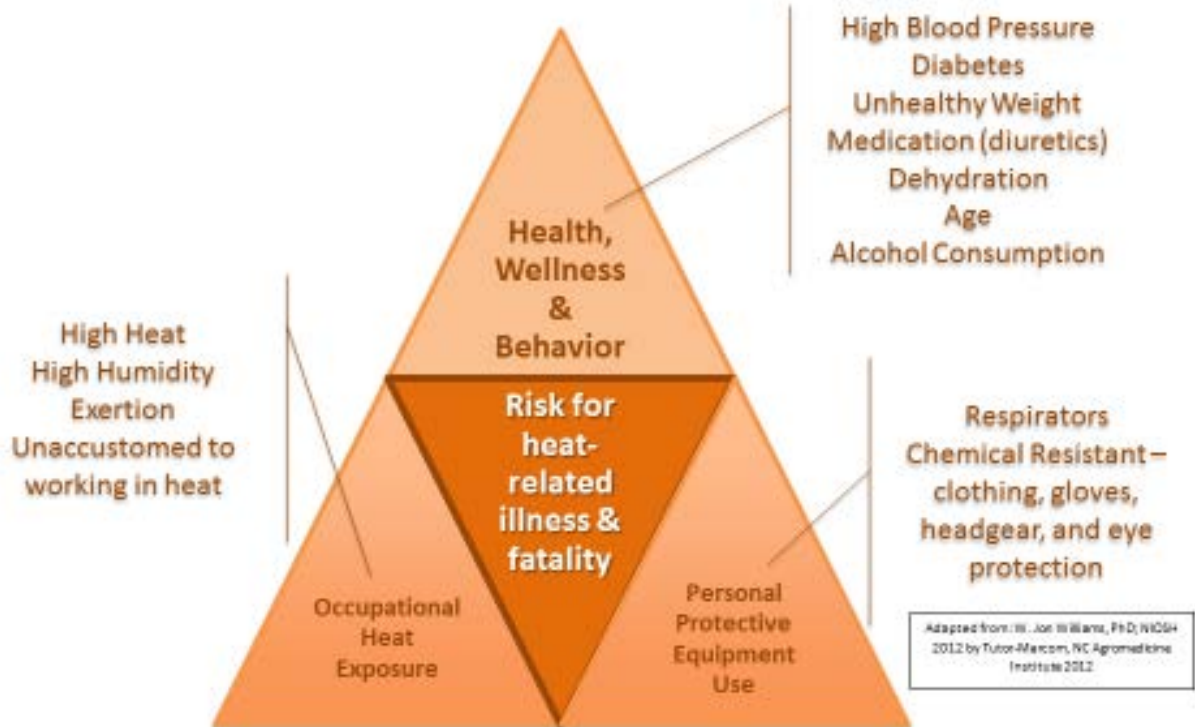 High Blood Pressure
Diabetes
Unhealthy Weight
Medication (diuretics)
Dehydration
Age
Alcohol Consumption
Health,
Wellness
&
Behavior
High Heat
High Humidity
Exertion
Unaccustomed to
working in heat
Risk for
heat-
related
illness &
fatality
Respirators
Chemical Resistant –
clothing, gloves,
headgear, and eye
protection
Occupational
Heat
Exposure
Personal
Protective
Equipment
Use
Adapted from: W. Jon Williams, PhD; NIOSH
2012 by Tutor-Marcom, NC Agromedicine
Institute 2012